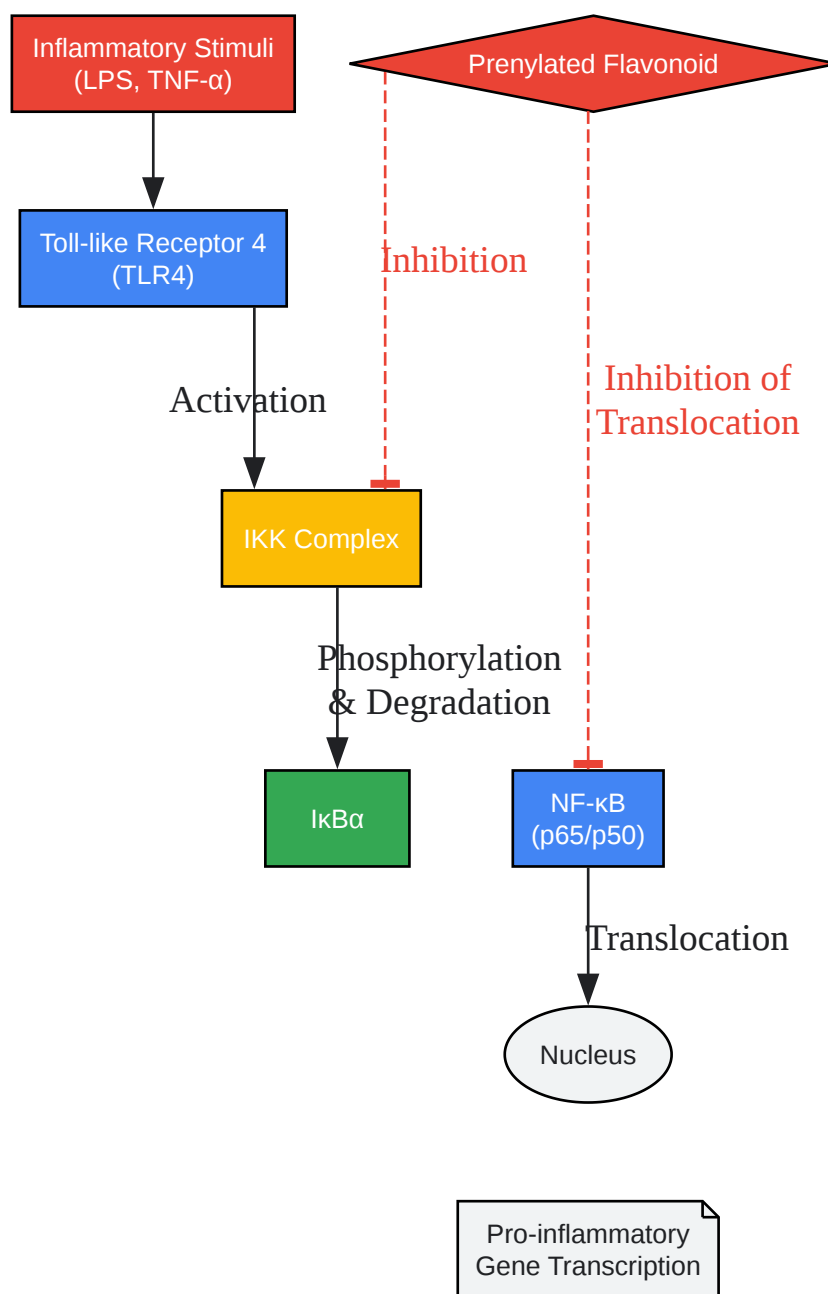 Inflammatory Stimuli
(LPS, TNF-α)
Prenylated Flavonoid
Toll-like Receptor 4
(TLR4)
Inhibition
Activation
Inhibition of
Translocation
IKK Complex
Phosphorylation
& Degradation
IκBα
NF-κB
(p65/p50)
Translocation
Nucleus
Pro-inflammatory
Gene Transcription